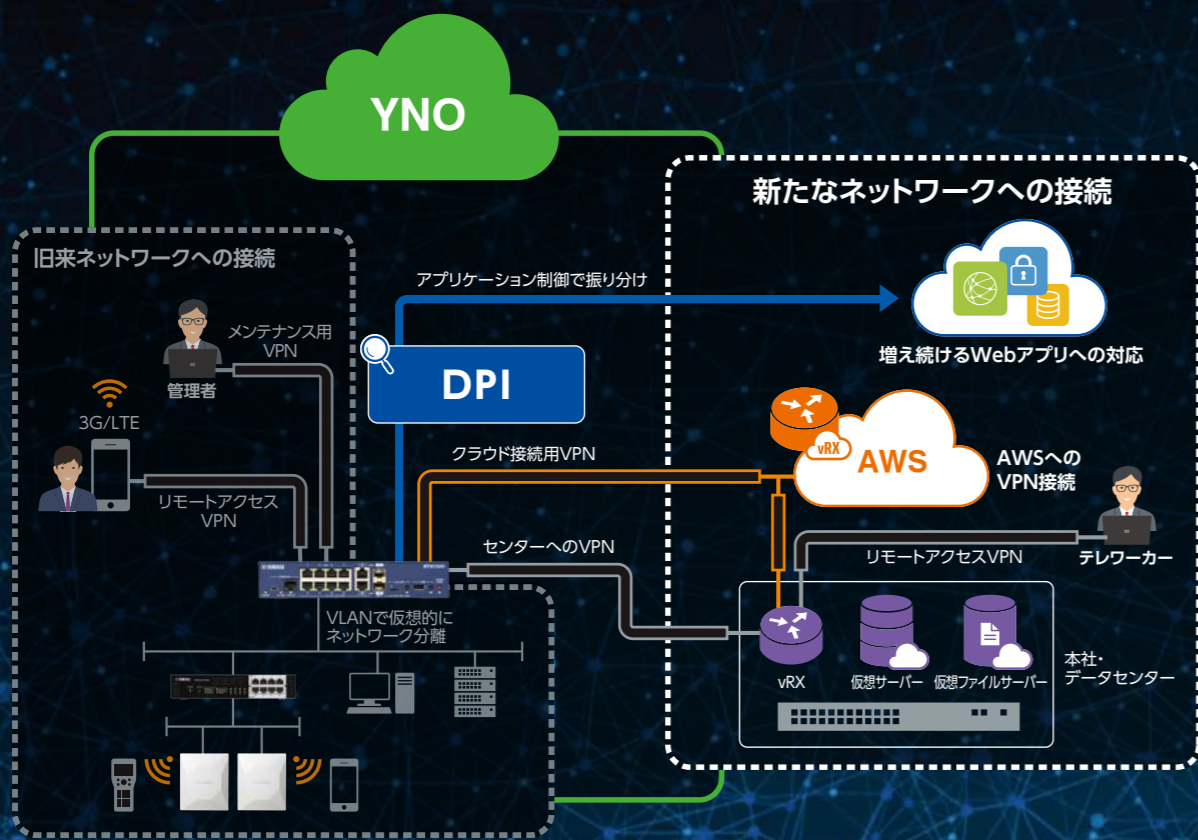 YNO
新たなネットワークへの接続
旧来ネットワークへの接続
アプリケーション制御で振り分け
メンテナンス用
VPN
管理者
DPI
増え続けるWebアプリへの対応
3G/LTE
クラウド接続用VPN
vRX
AWS
AWSへの
VPN接続
リモートアクセス
VPN
センターへのVPN
リモートアクセスVPN
テレワーカー
YAMAHA
VLANで仮想的に
ネットワーク分離
vRX
仮想サーバー
仮想ファイルサーバー
本社・
データセンター